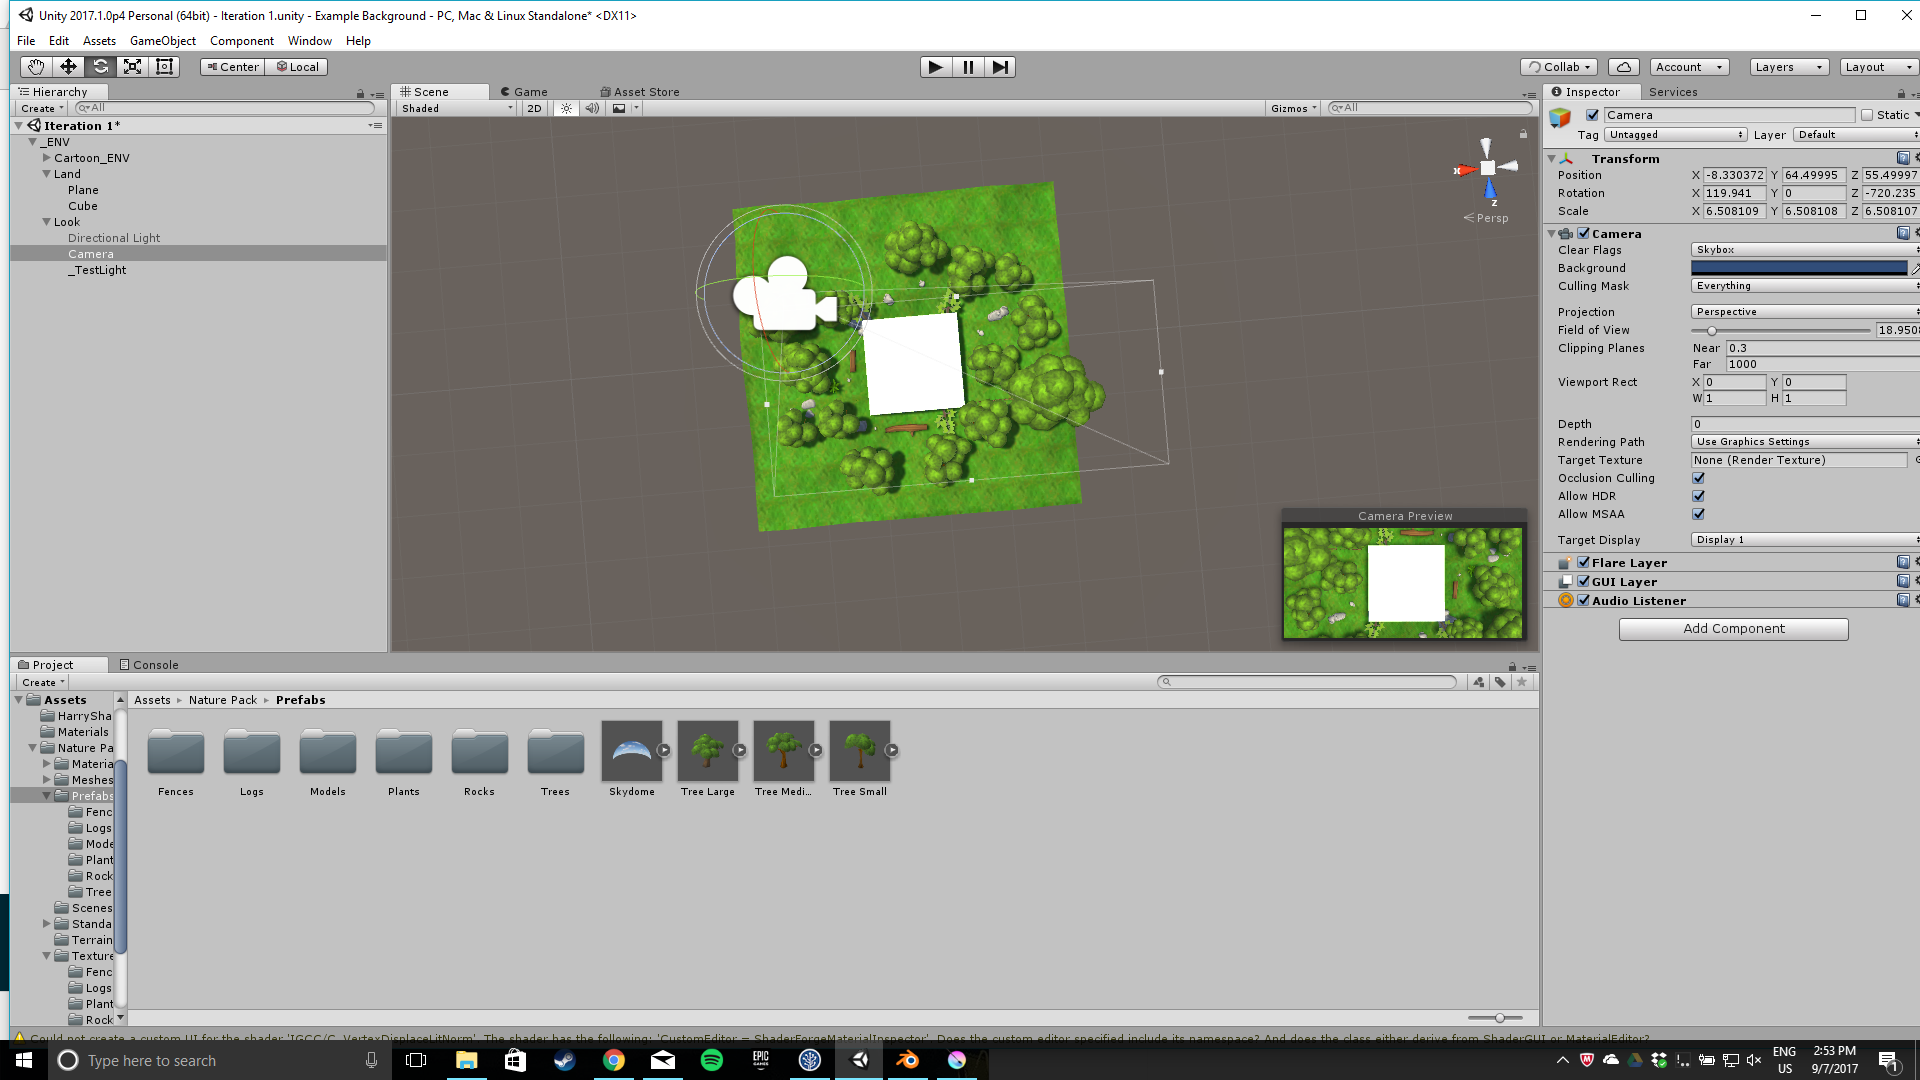 Unity 2017.1.0p4 Personal (64bit) - Iteration 1.unity - Example Background - PC, Mac & Linux Standalone* <DX11>
File Edit Assets GameObject Component Window Help
Center Local
Collab Account Layers Layout
Hierarchy
Create All
Iteration 1*
_ENV
Cartoon_ENV
Land
Plane
Cube
Look
Directional Light
Camera
_TestLight
Scene Game Asset Store
Shaded 2D Gizmos All
x
z
Persp
Camera Preview
Inspector Services
Camera Static
Tag Untagged Layer Default
Transform
Position X -8.330372 Y 64.49995 Z 55.49997
Rotation X 119.941 Y 0 Z -720.235
Scale X 6.508109 Y 6.508108 Z 6.508107
Camera
Clear Flags Skybox
Background
Culling Mask Everything
Projection Perspective
Field of View 18.950
Clipping Planes Near 0.3
Far 1000
Viewport Rect X 0 Y 0
W 1 H 1
Depth 0
Rendering Path Use Graphics Settings
Target Texture None (Render Texture)
Occlusion Culling
Allow HDR
Allow MSAA
Target Display Display 1
Flare Layer
GUI Layer
Audio Listener
Add Component
Project Console
Create
Assets
HarrySha
Materials
Nature Pa
Materia
Meshes
Prefabs
Fenc
Logs
Mode
Plant
Rock
Tree
Scenes
Standa
Terrain
Texture
Fenc
Logs
Plant
Rock
Assets Nature Pack Prefabs
Fences Logs Models Plants Rocks Trees Skydome Tree Large Tree Medi... Tree Small
Could not create a custom UI for the shader 'IGGC/C_VertexDisplaceLitNorm'. The shader has the following: 'CustomEditor = ShaderForgeMaterialInspector'. Does the custom editor specified include its namespace? And does the class either derive from ShaderGUI or MaterialEditor?
Type here to search
EPIC GAMES
ENG
US
2:53 PM
9/7/2017
1